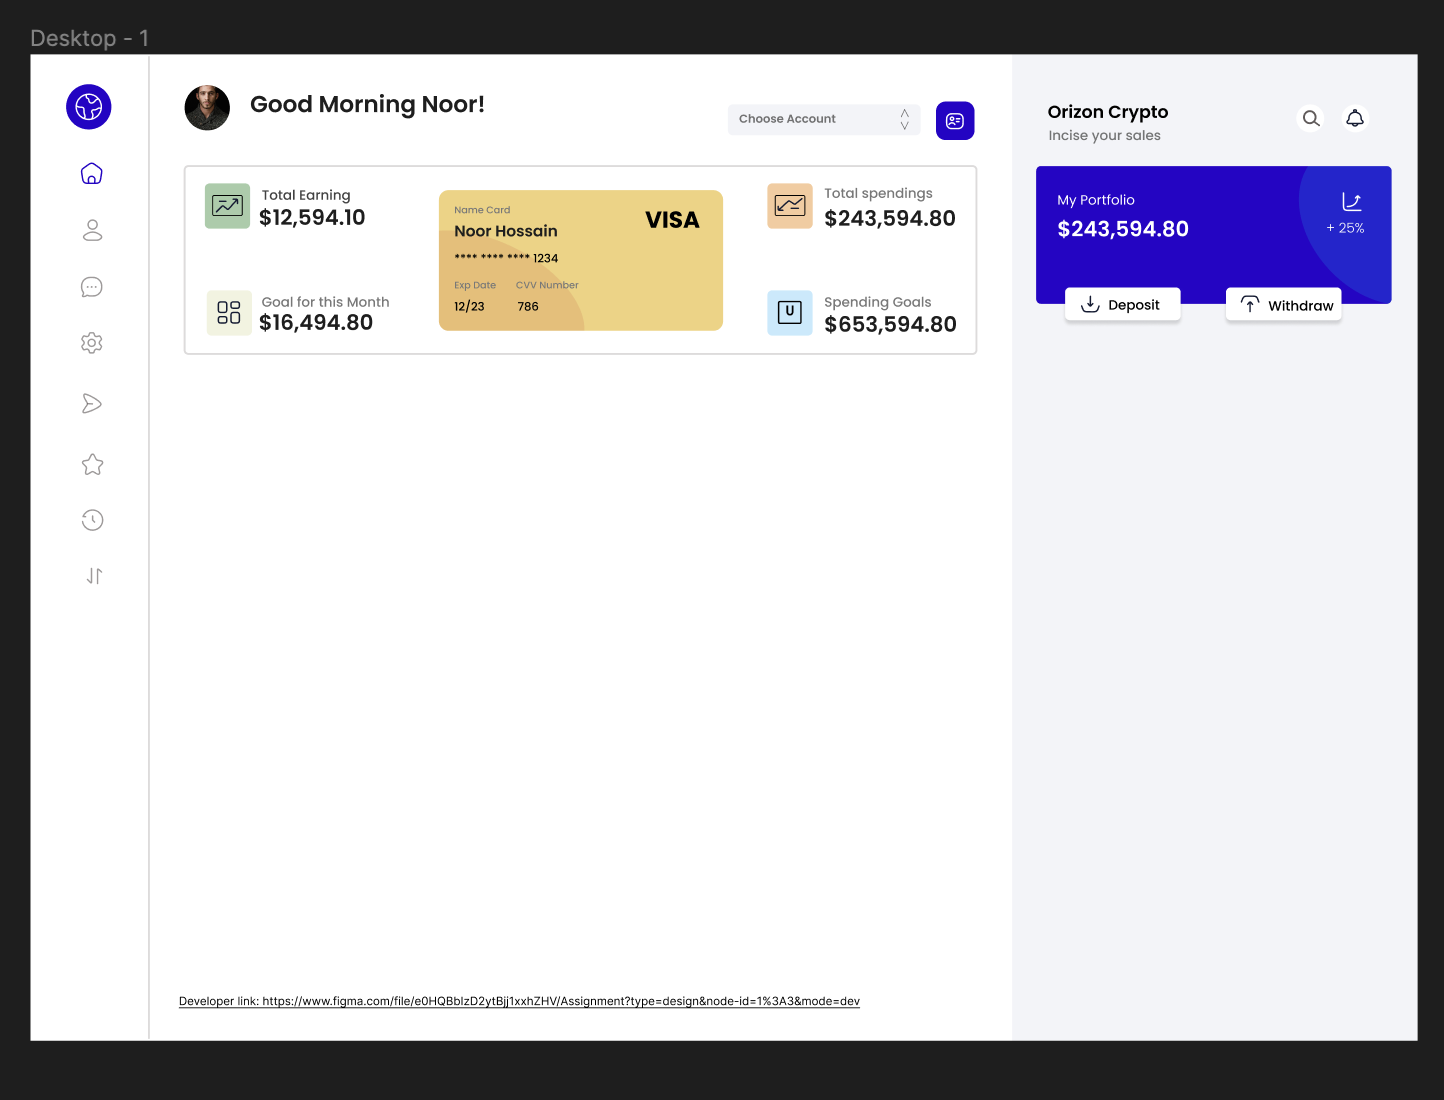 Desktop - 1
Good Morning Noor!
Choose Account
Total Earning
$12,594.10
Goal for this Month
$16,494.80
Name Card
VISA
Noor Hossain
**** **** **** 1234
Exp Date CVV Number
12/23 786
Total spendings
$243,594.80
U
Spending Goals
$653,594.80
Orizon Crypto
Incise your sales
My Portfolio
$243,594.80
+ 25%
Deposit
Withdraw
Developer link: https://www.figma.com/file/e0HQBblzD2ytBjj1xxhZHV/Assignment?type=design&node-id=1%3A3&mode=dev